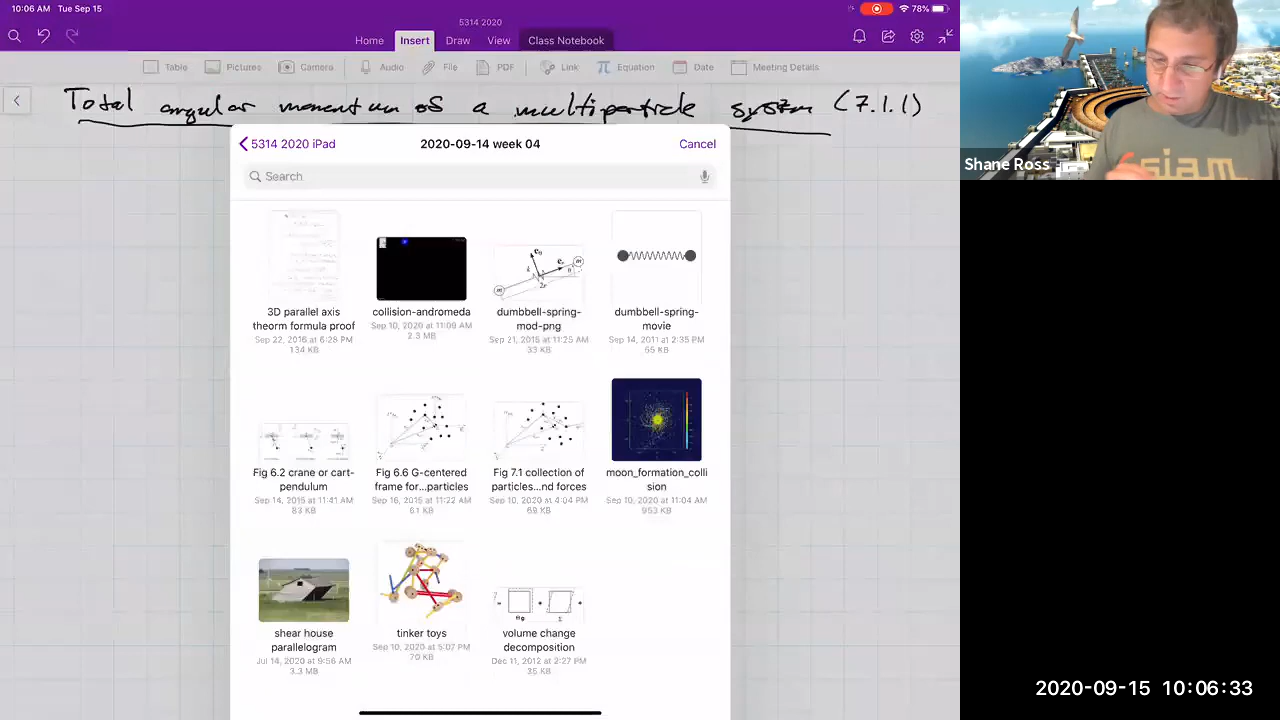 10:06 AM Tue Sep 15
78%
5314 2020
Home Insert Draw View Class Notebook
Table Pictures Camera Audio File PDF Link Equation Date Meeting Details
Total angular momentum of a multiparticle system (7.1.1)
5314 2020 iPad 2020-09-14 week 04 Cancel
Search
3D parallel axis theorm formula proof
Sep 22, 2016 at 6:28 PM
134 KB
collision-andromeda
Sep 10, 2020 at 11:09 AM
2.3 MB
dumbbell-spring-mod-png
Sep 21, 2015 at 11:25 AM
33 KB
dumbbell-spring-movie
Sep 14, 2011 at 2:35 PM
55 KB
Fig 6.2 crane or cart-pendulum
Sep 14, 2015 at 11:41 AM
83 KB
Fig 6.6 G-centered frame for...particles
Sep 16, 2015 at 11:22 AM
61 KB
Fig 7.1 collection of particles...nd forces
Sep 10, 2020 at 4:04 PM
69 KB
moon_formation_collision
Sep 10, 2020 at 11:04 AM
953 KB
shear house parallelogram
Jul 14, 2020 at 9:56 AM
3.3 MB
tinker toys
Sep 10, 2020 at 5:07 PM
70 KB
volume change decomposition
Dec 11, 2012 at 2:27 PM
35 KB
Shane Ross
siam
2020-09-15 10:06:33